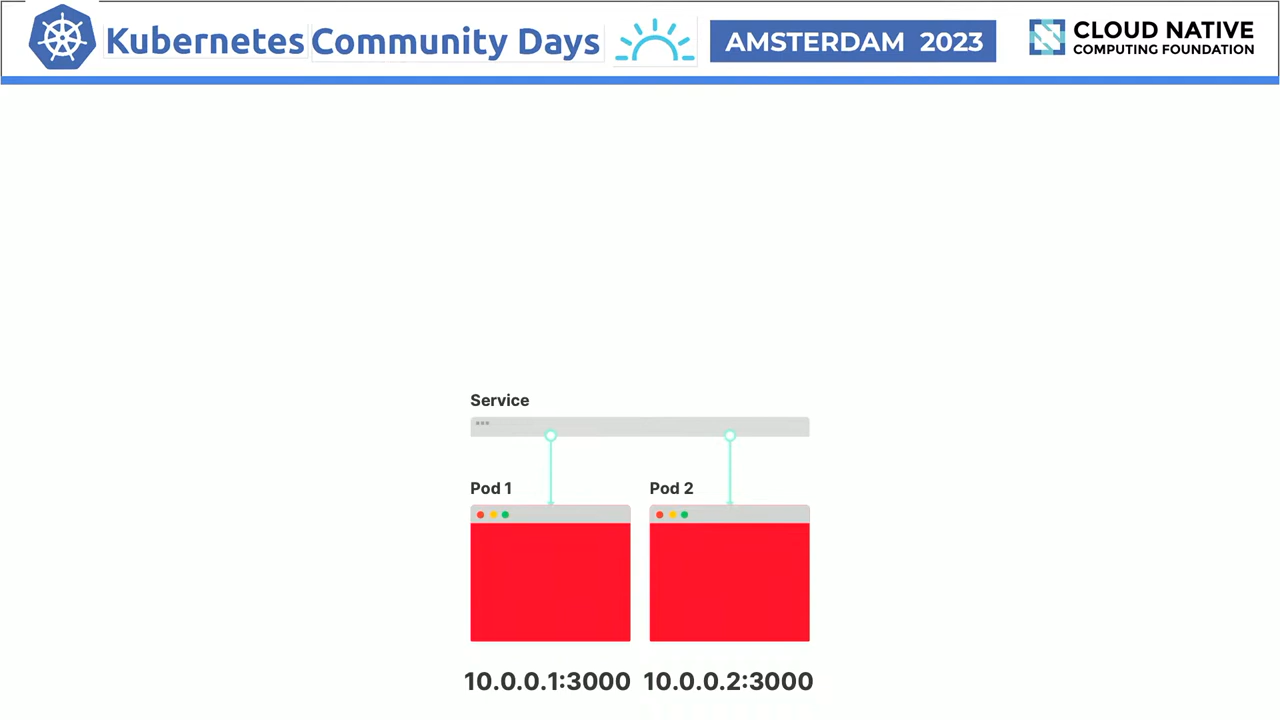 Kubernetes Community Days AMSTERDAM 2023 CLOUD NATIVE
COMPUTING FOUNDATION
Service
Pod 1 Pod 2
10.0.0.1:3000 10.0.0.2:3000